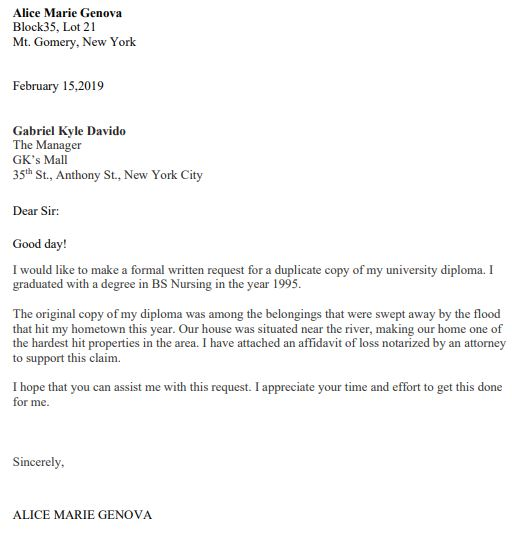 Alice Marie Genova
Block35, Lot 21
Mt. Gomery, New York
February 15,2019
Gabriel Kyle Davido
The Manager
GK's Mall
35th St., Anthony St., New York City
Dear Sir:
Good day!
I would like to make a formal written request for a duplicate copy of my university diploma. I
graduated with a degree in BS Nursing in the year 1995.
The original copy of my diploma was among the belongings that were swept away by the flood
that hit my hometown this year. Our house was situated near the river, making our home one of
the hardest hit properties in the area. I have attached an affidavit of loss notarized by an attorney
to support this claim.
I hope that you can assist me with this request. I appreciate your time and effort to get this done
for me.
Sincerely,
ALICE MARIE GENOVA